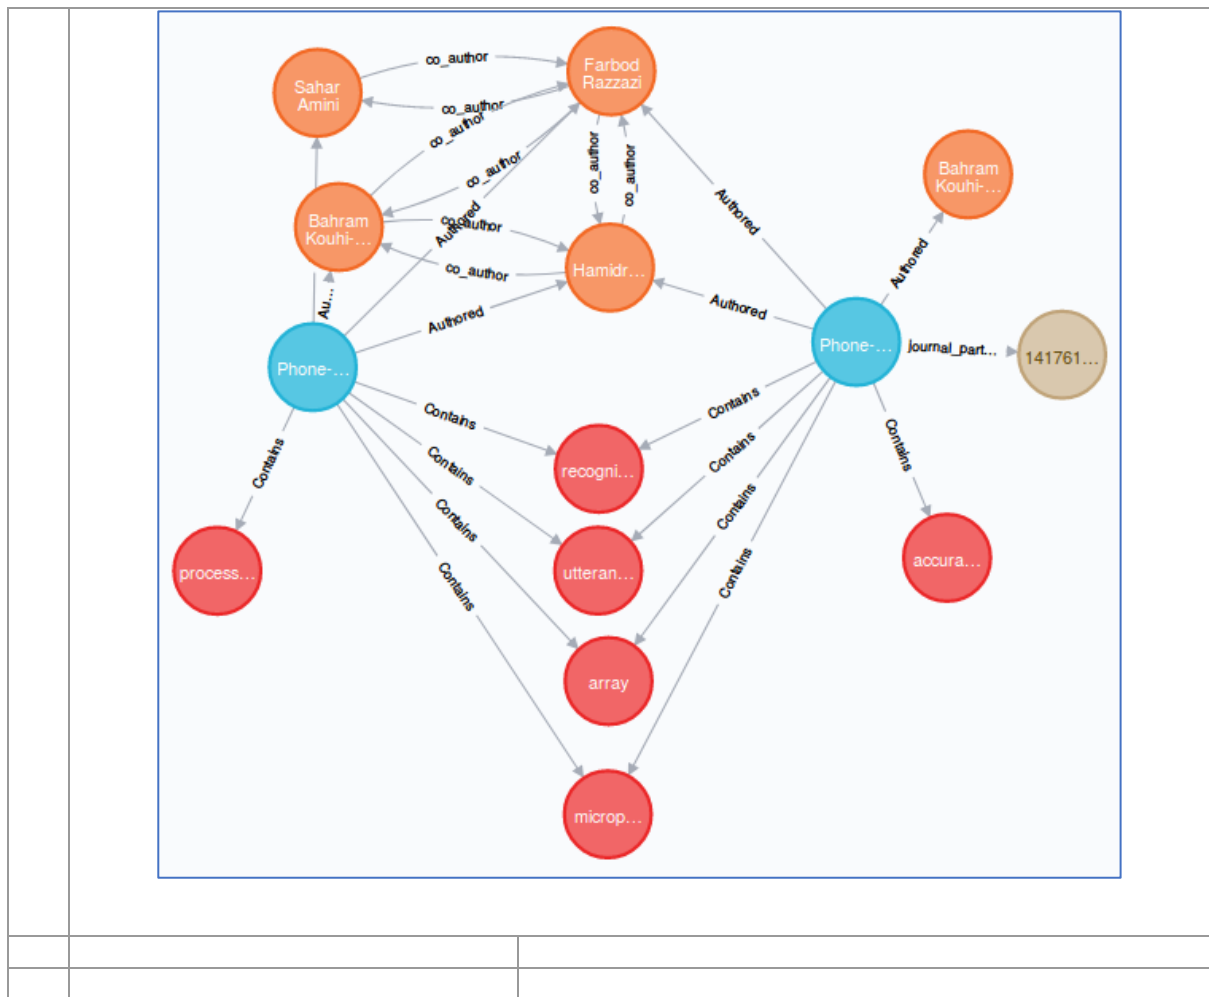 co_author
Farbod
Razzazi
Sahar
Amini
co_author
co_author
co_author
co_author
co_author
Bahram
Kouhi-...
Authored
Bahram
Kouhi-...
co_author
Authored
co_author
Hamidr...
Authored
Au...
Authored
Authored
Phone-...
journal_part...
141761...
Phone-...
Contains
Contains
Contains
Contains
Contains
Contains
recogni...
Contains
Contains
Contains
accura...
process...
utteran...
Contains
Contains
array
microp...